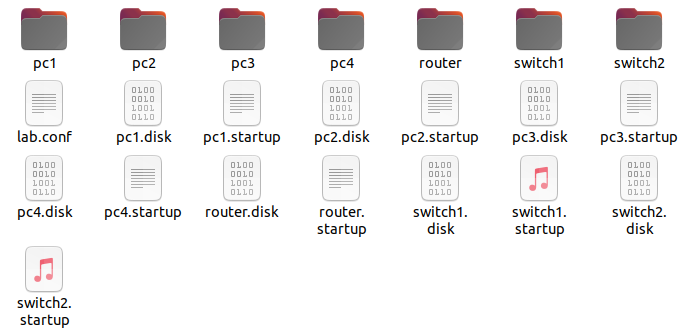 pc1 pc2 pc3 pc4 router switch1 switch2
lab.conf pc1.disk pc1.startup pc2.disk pc2.startup pc3.disk pc3.startup
pc4.disk pc4.startup router.disk router.
startup switch1.
disk switch1.
startup switch2.
disk
switch2.
startup